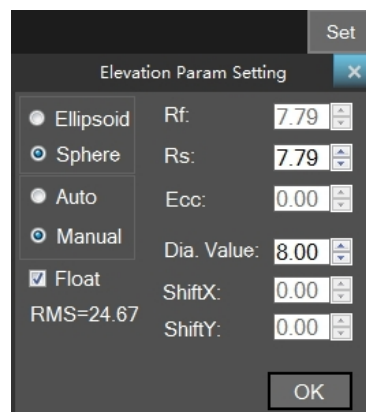 Set
Elevation Param Setting
Ellipsoid
Sphere
Auto
Manual
Float
RMS=24.67
Rf: 7.79
Rs: 7.79
Ecc: 0.00
Dia. Value: 8.00
ShiftX: 0.00
ShiftY: 0.00
OK